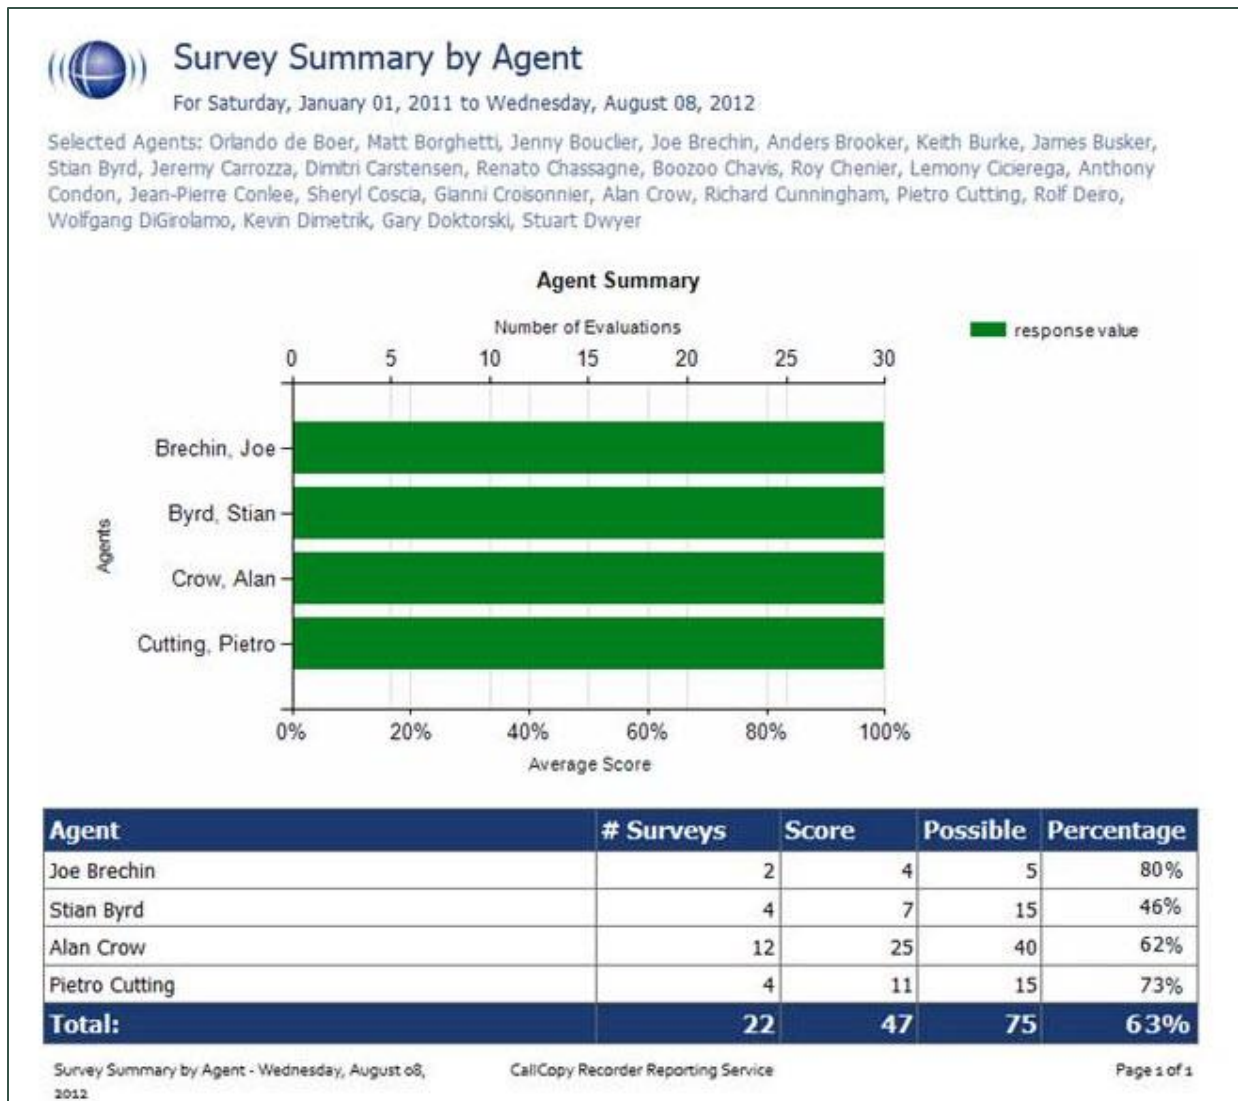 Survey Summary by Agent
For Saturday, January 01, 2011 to Wednesday, August 08, 2012
Selected Agents: Orlando de Boer, Matt Borghetti, Jenny Bouclier, Joe Brechin, Anders Brooker, Keith Burke, James Busker,
Stian Byrd, Jeremy Carrozza, Dimitri Carstensen, Renato Chassagne, Boozoo Chavis, Roy Chenier, Lemony Cicierega, Anthony
Condon, Jean-Pierre Conlee, Sheryl Coscia, Gianni Croisonnier, Alan Crow, Richard Cunningham, Pietro Cutting, Rolf Deiro,
Wolfgang DiGirolamo, Kevin Dimetrik, Gary Doktorski, Stuart Dwyer
Agent Summary
Number of Evaluations
response value
0 5 10 15 20 25 30
Agents
Brechin, Joe
Byrd, Stian
Crow, Alan
Cutting, Pietro
0% 20% 40% 60% 80% 100%
Average Score
Agent # Surveys Score Possible Percentage
Joe Brechin 2 4 5 80%
Stian Byrd 4 7 15 46%
Alan Crow 12 25 40 62%
Pietro Cutting 4 11 15 73%
Total: 22 47 75 63%
Survey Summary by Agent - Wednesday, August 08, CallCopy Recorder Reporting Service Page 1 of 1
2012